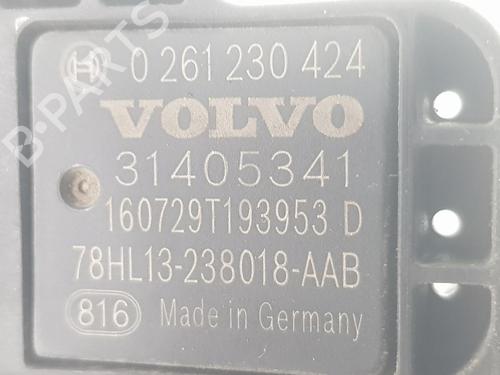 0 261 230 424
VOLVO
31405341
160729T193953 D
78HL13-238018-AAB
816 Made in Germany
B-PARTS